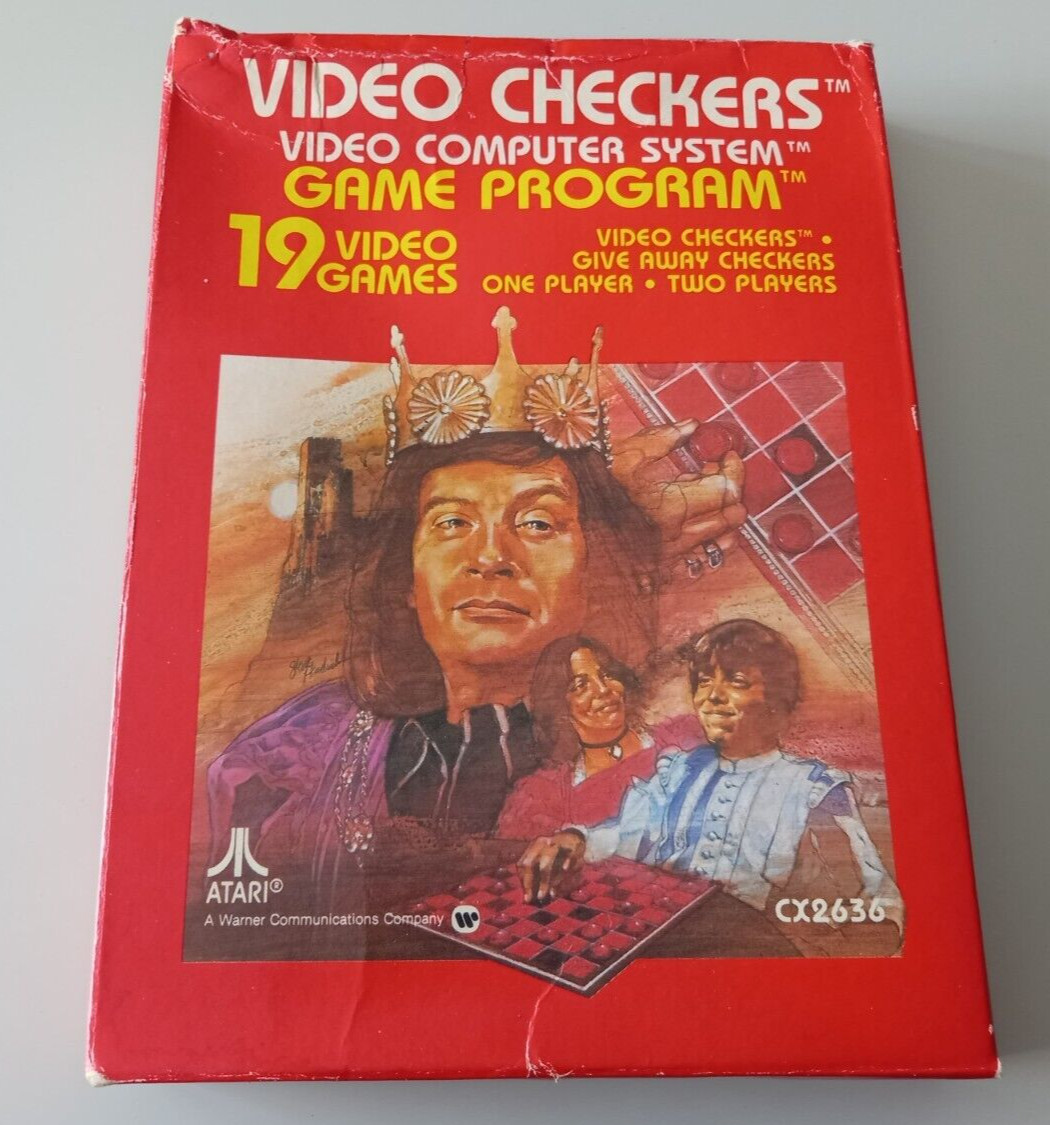 VIDEO CHECKERS™
VIDEO COMPUTER SYSTEM™
GAME PROGRAM™
19 VIDEO
GAMES
VIDEO CHECKERS™ •
GIVE AWAY CHECKERS
ONE PLAYER • TWO PLAYERS
ATARI®
A Warner Communications Company
CX2636